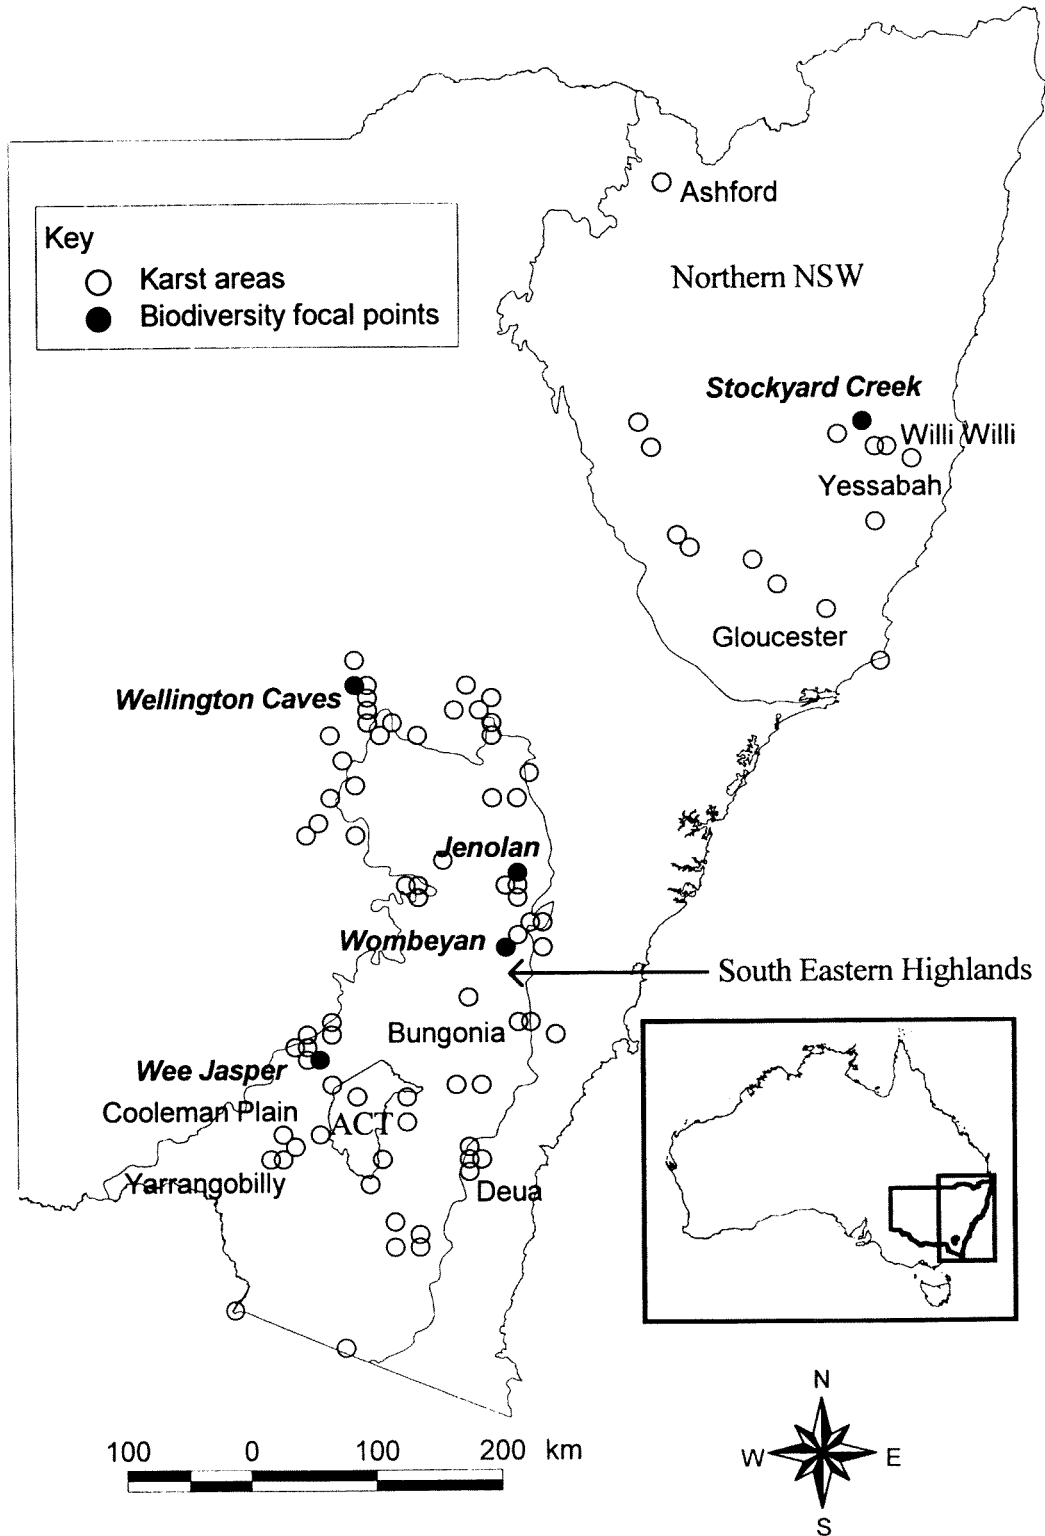 Ashford
Key
Karst areas
Biodiversity focal points
Northern NSW
Stockyard Creek
Willi Willi
Yessabah
Gloucester
Wellington Caves
Jenolan
Wombeyan
South Eastern Highlands
Bungonia
Wee Jasper
Cooleman Plain
ACT
Yarrangobilly
Deua
100 0 100 200 km
N
W E
S